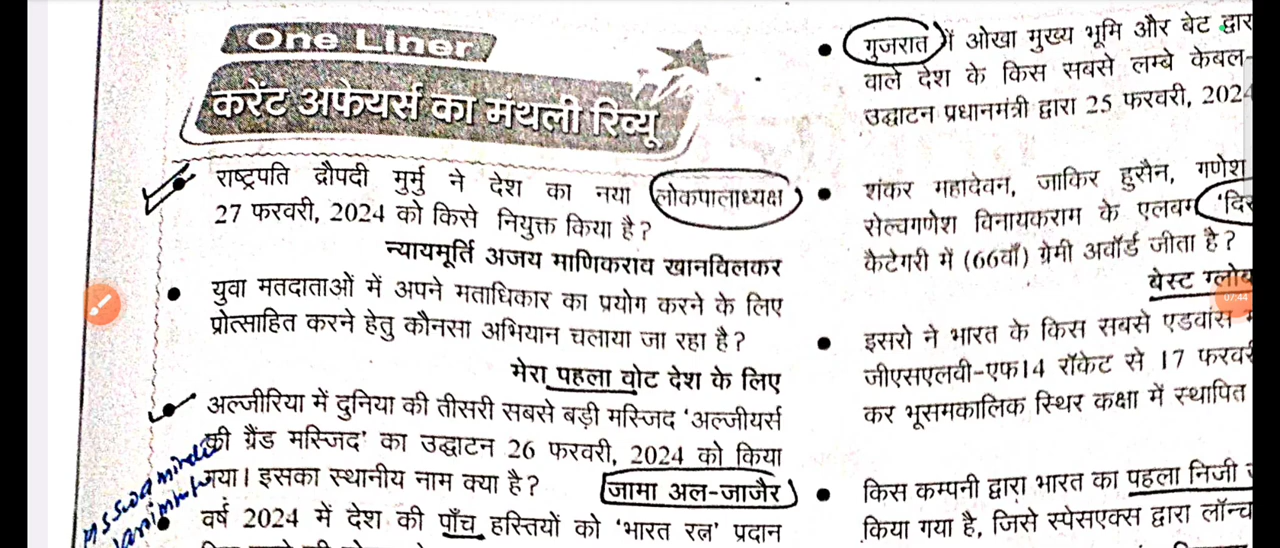 One Liner
करेंट अफेयर्स का मंथली रिव्यू
राष्ट्रपति द्रौपदी मुर्मु ने देश का नया लोकपालाध्यक्ष
27 फरवरी, 2024 को किसे नियुक्त किया है?
न्यायमूर्ति अजय माणिकराव खानविलकर
• युवा मतदाताओं में अपने मताधिकार का प्रयोग करने के लिए
प्रोत्साहित करने हेतु कौनसा अभियान चलाया जा रहा है?
मेरा पहला वोट देश के लिए
• अल्जीरिया में दुनिया की तीसरी सबसे बड़ी मस्जिद ‘अल्जीयर्स
की ग्रैंड मस्जिद’ का उद्घाटन 26 फरवरी, 2024 को किया
गया। इसका स्थानीय नाम क्या है?
जामा अल-जाजैर
• वर्ष 2024 में देश की पाँच हस्तियों को ‘भारत रत्न’ प्रदान
• गुजरात में ओखा मुख्य भूमि और बेट द्वार
वाले देश के किस सबसे लम्बे केबल-
उद्घाटन प्रधानमंत्री द्वारा 25 फरवरी, 2024
• शंकर महादेवन, जाकिर हुसैन, गणेश
सेल्वगणेश विनायकराम के एलबम
कैटेगरी में (66वाँ) ग्रैमी अवॉर्ड जीता है?
बेस्ट ग्लोब
07:44
• इसरो ने भारत के किस सबसे एडवांस
जीएसएलवी-एफ14 रॉकेट से 17 फरवरी
कर भूसमकालिक स्थिर कक्षा में स्थापित
• किस कम्पनी द्वारा भारत का पहला निजी
किया गया है, जिसे स्पेसएक्स द्वारा लॉन्च